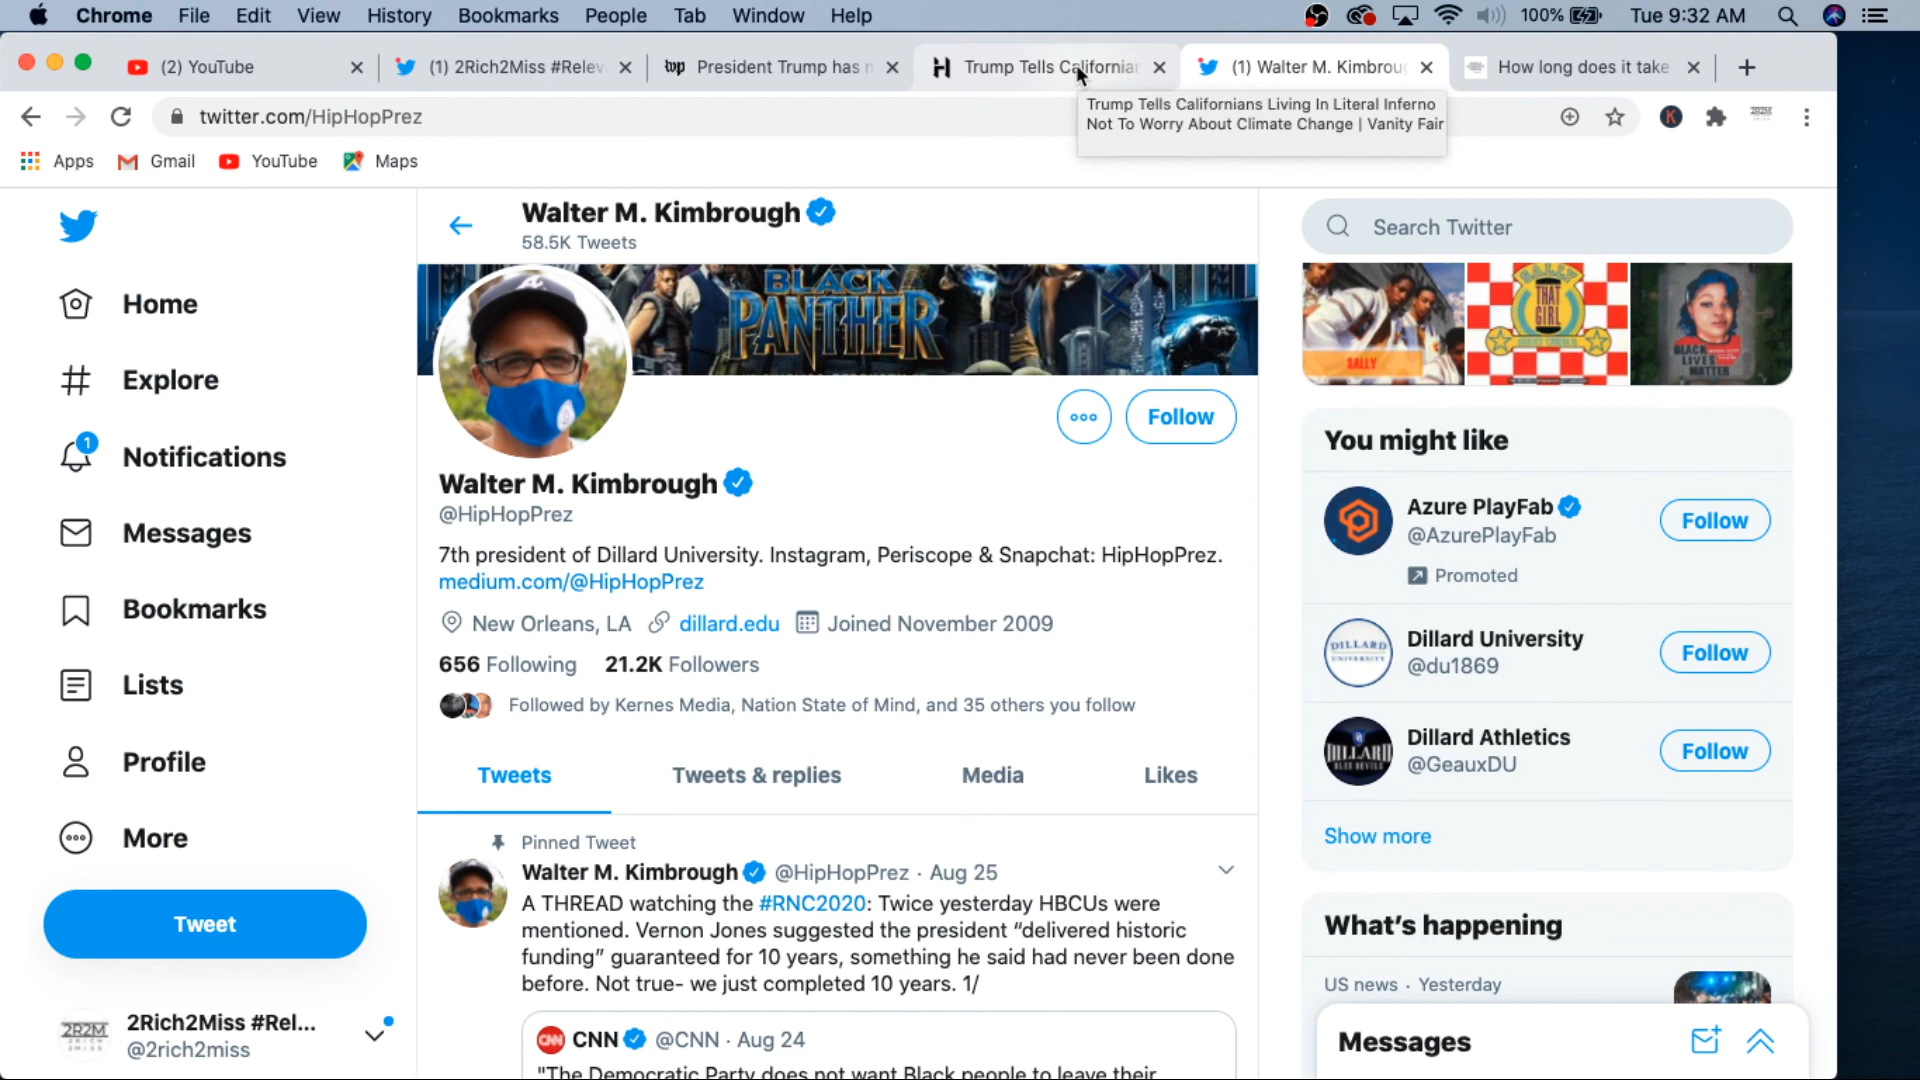 Chrome File Edit View History Bookmarks People Tab Window Help 100% Tue 9:32 AM
(2) YouTube (1) 2Rich2Miss #Relev President Trump has n Trump Tells Californian (1) Walter M. Kimbroug How long does it take
twitter.com/HipHopPrez
Trump Tells Californians Living In Literal Inferno
Not To Worry About Climate Change | Vanity Fair
Apps Gmail YouTube Maps
Walter M. Kimbrough
58.5K Tweets
Search Twitter
BLACK
PANTHER
SALLY
THAT
GIRL
BLACK
LIVES
MATTER
Home
Explore
1
Notifications
Messages
Bookmarks
Lists
Profile
More
Tweet
2R2M
2Rich2Miss #Rel...
@2rich2miss
Follow
Walter M. Kimbrough
@HipHopPrez
7th president of Dillard University. Instagram, Periscope & Snapchat: HipHopPrez.
medium.com/@HipHopPrez
New Orleans, LA dillard.edu Joined November 2009
656 Following 21.2K Followers
Followed by Kernes Media, Nation State of Mind, and 35 others you follow
Tweets Tweets & replies Media Likes
Pinned Tweet
Walter M. Kimbrough @HipHopPrez · Aug 25
A THREAD watching the #RNC2020: Twice yesterday HBCUs were
mentioned. Vernon Jones suggested the president “delivered historic
funding” guaranteed for 10 years, something he said had never been done
before. Not true- we just completed 10 years. 1/
CNN @CNN · Aug 24
"The Democratic Party does not want Black people to leave their
You might like
Azure PlayFab
@AzurePlayFab
Promoted
Follow
DILLARD
UNIVERSITY
Dillard University
@du1869
Follow
DILLARD
Dillard Athletics
@GeauxDU
Follow
Show more
What’s happening
US news · Yesterday
Messages